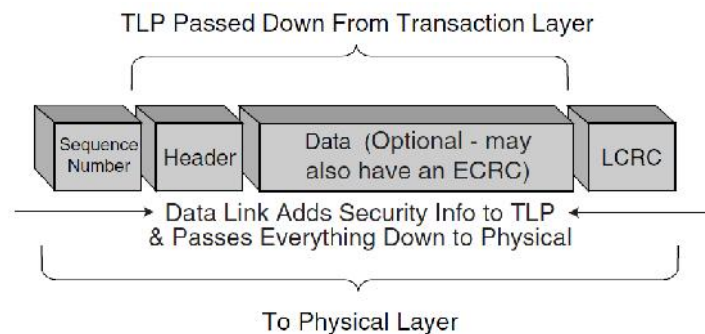 TLP Passed Down From Transaction Layer
Sequence
Number
Header
Data (Optional - may
also have an ECRC)
LCRC
Data Link Adds Security Info to TLP
& Passes Everything Down to Physical
To Physical Layer